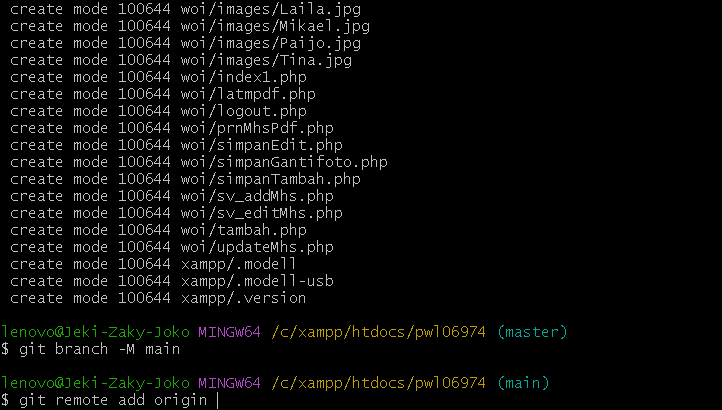 create mode 100644 woi/images/Laila.jpg
create mode 100644 woi/images/Mikael.jpg
create mode 100644 woi/images/Paijo.jpg
create mode 100644 woi/images/Tina.jpg
create mode 100644 woi/index1.php
create mode 100644 woi/latmpdf.php
create mode 100644 woi/logout.php
create mode 100644 woi/prnMhsPdf.php
create mode 100644 woi/simpanEdit.php
create mode 100644 woi/simpanGantifoto.php
create mode 100644 woi/simpanTambah.php
create mode 100644 woi/sv_addMhs.php
create mode 100644 woi/sv_editMhs.php
create mode 100644 woi/tambah.php
create mode 100644 woi/updateMhs.php
create mode 100644 xampp/.modell
create mode 100644 xampp/.modell-usb
create mode 100644 xampp/.version
lenovo@Jeki-Zaky-Joko MINGW64 /c/xampp/htdocs/pwl06974 (master)
$ git branch -M main
lenovo@Jeki-Zaky-Joko MINGW64 /c/xampp/htdocs/pwl06974 (main)
$ git remote add origin